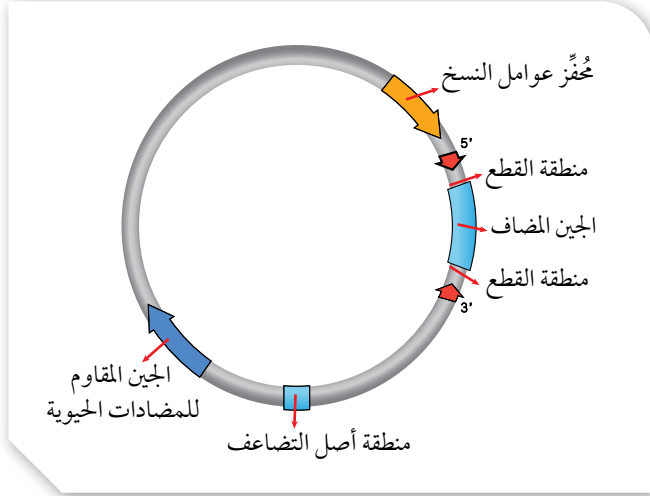 مُحفِّز عوامل النسخ
5'
منطقة القطع
الجين المضاف
منطقة القطع
3'
الجين المقاوم
للمضادات الحيوية
منطقة أصل التضاعف